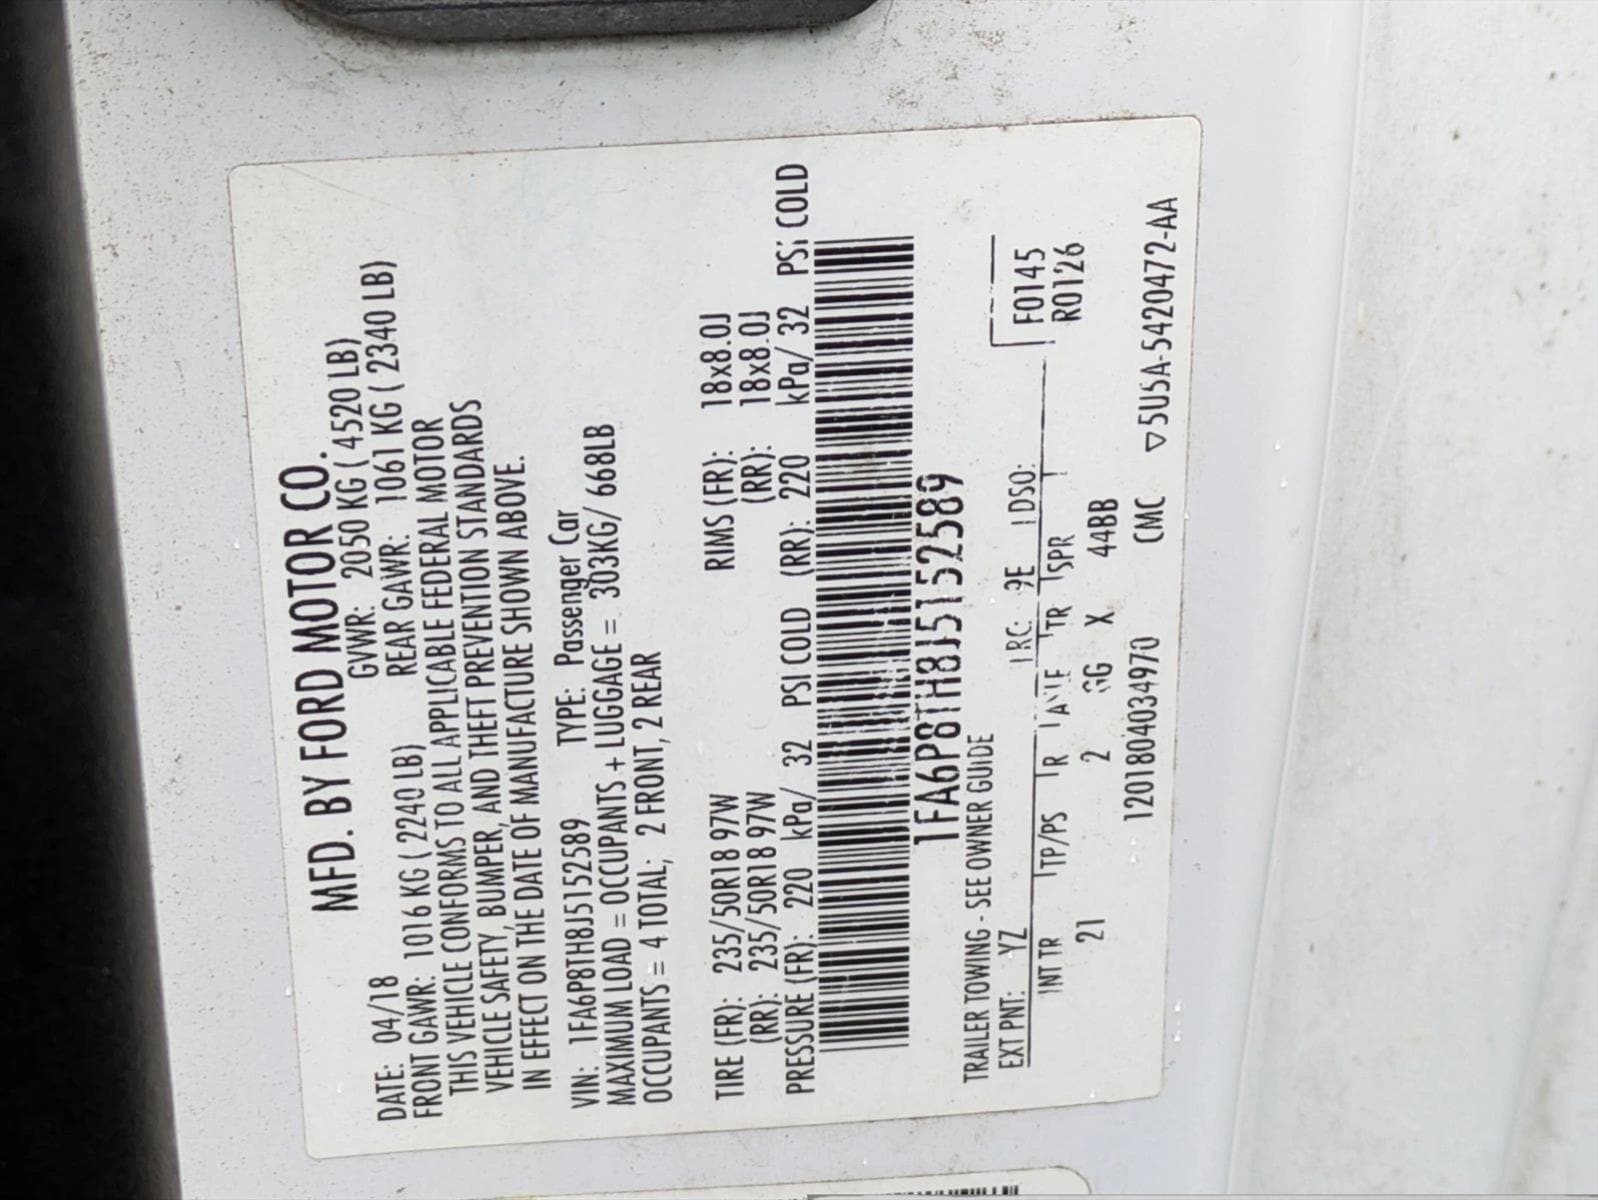 MFD. BY FORD MOTOR CO.
DATE: 04/18 GVWR: 2050 KG ( 4520 LB)
FRONT GAWR: 1016 KG ( 2240 LB) REAR GAWR: 1061 KG ( 2340 LB)
THIS VEHICLE CONFORMS TO ALL APPLICABLE FEDERAL MOTOR
VEHICLE SAFETY, BUMPER, AND THEFT PREVENTION STANDARDS
IN EFFECT ON THE DATE OF MANUFACTURE SHOWN ABOVE.
VIN: 1FA6P8TH8J5152589 TYPE: Passenger Car
MAXIMUM LOAD = OCCUPANTS + LUGGAGE = 303KG/ 668LB
OCCUPANTS = 4 TOTAL; 2 FRONT, 2 REAR
TIRE (FR): 235/50R18 97W RIMS (FR): 18x8.0J
(RR): 235/50R18 97W (RR): 18x8.0J
PRESSURE (FR): 220 kPa/ 32 PSI COLD (RR): 220 kPa/ 32 PSI COLD
1FA6P8TH8J5152589
TRAILER TOWING - SEE OWNER GUIDE
EXT PNT: YZ RC: 9E DSO: F0145
INT TR TP/PS R AXLE TR SPR R0126
21 2 GG X 44BB
1201804034970 CMC ▽5U5A-5420472-AA